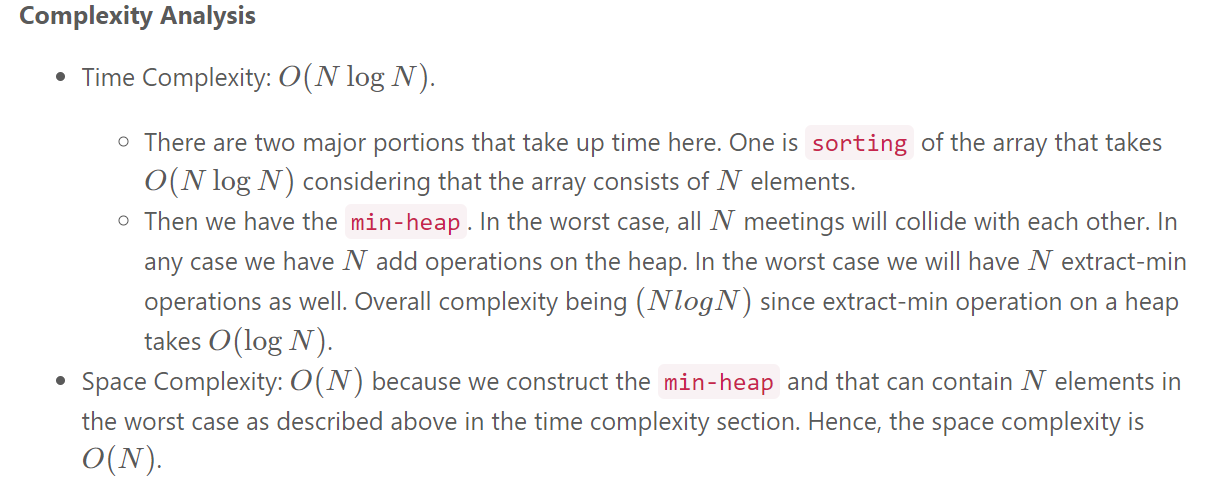 Complexity Analysis
• Time Complexity: O(N log N).
○ There are two major portions that take up time here. One is sorting of the array that takes
O(N log N) considering that the array consists of N elements.
○ Then we have the min-heap. In the worst case, all N meetings will collide with each other. In
any case we have N add operations on the heap. In the worst case we will have N extract-min
operations as well. Overall complexity being (NlogN) since extract-min operation on a heap
takes O(log N).
• Space Complexity: O(N) because we construct the min-heap and that can contain N elements in
the worst case as described above in the time complexity section. Hence, the space complexity is
O(N).